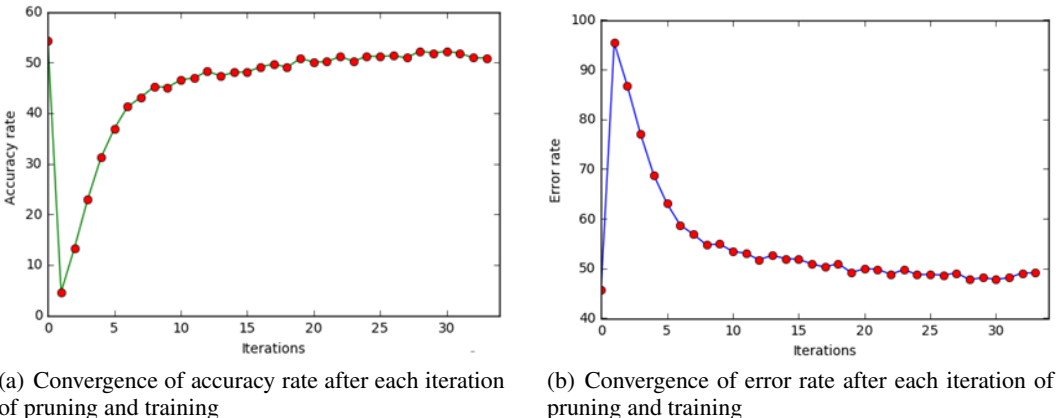 60
50
40
30
20
10
0
0 5 10 15 20 25 30
Accuracy rate
Iterations
(a) Convergence of accuracy rate after each iteration
of pruning and training
100
90
80
70
60
50
40
0 5 10 15 20 25 30
Error rate
Iterations
(b) Convergence of error rate after each iteration of
pruning and training